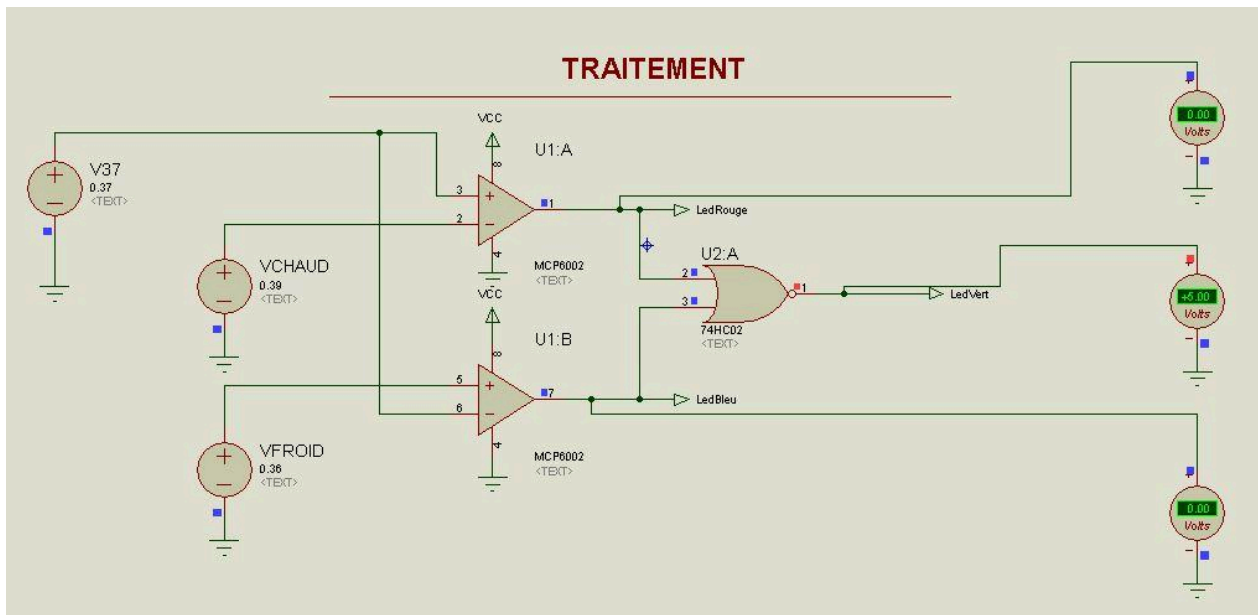 TRAITEMENT
+
0.00
Volts
−
VCC
8
U1:A
V37
0.37
<TEXT>
+
−
3
+
2
−
1
LedRouge
4
MCP6002
<TEXT>
VCHAUD
0.39
<TEXT>
+
−
VCC
8
U1:B
U2:A
2
3
1
74HC02
<TEXT>
LedVert
+5.00
Volts
−
5
+
6
−
7
LedBleu
4
MCP6002
<TEXT>
VFROID
0.36
<TEXT>
+
−
+
0.00
Volts
−